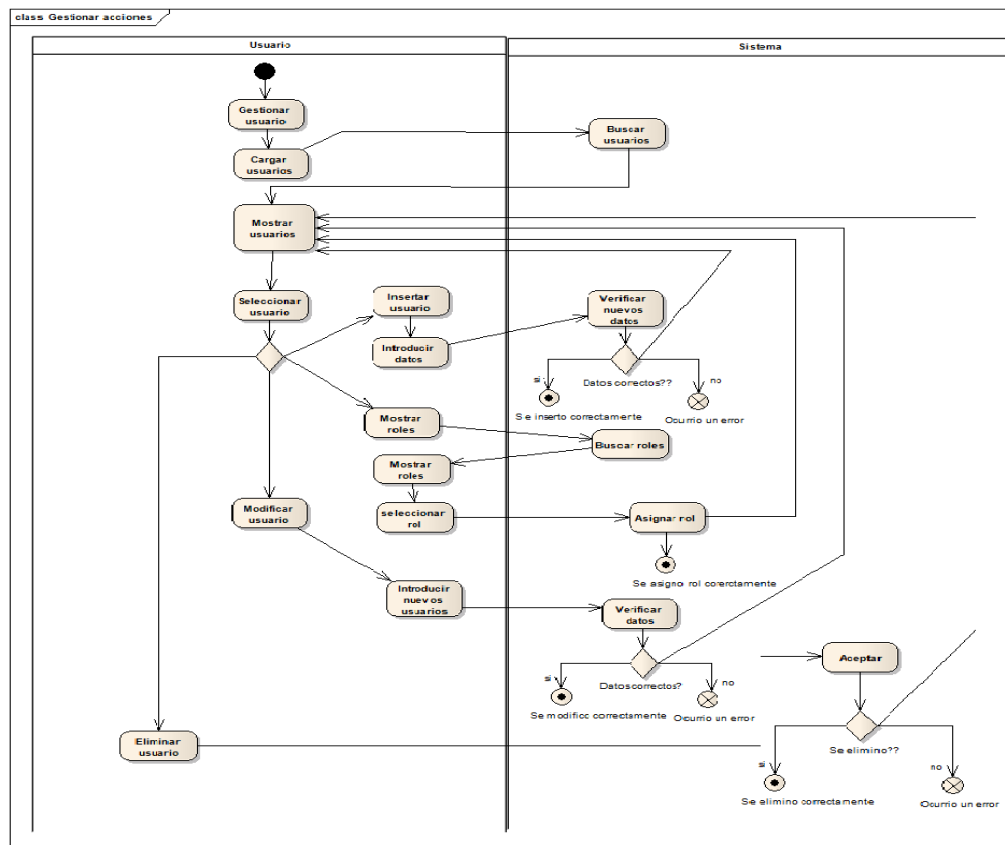 class Gestionar acciones
Usuario
Sistema
Gestionar
usuario
Cargar
usuarios
Buscar
usuarios
Mostrar
usuarios
Seleccionar
usuario
Insertar
usuario
Introducir
datos
Verificar
nuevos
datos
si
Datos correctos??
no
Se inserto correctamente
Ocurrio un error
Mostrar
roles
Buscar roles
Mostrar
roles
seleccionar
rol
Asignar rol
Se asigno rol corerctamente
Modificar
usuario
Introducir
nuevos
usuarios
Verificar
datos
si
Datos correctos?
no
Se modifico correctamente
Ocurrio un error
Aceptar
Eliminar
usuario
Se elimino??
si
no
Se elimino correctamente
Ocurrio un error